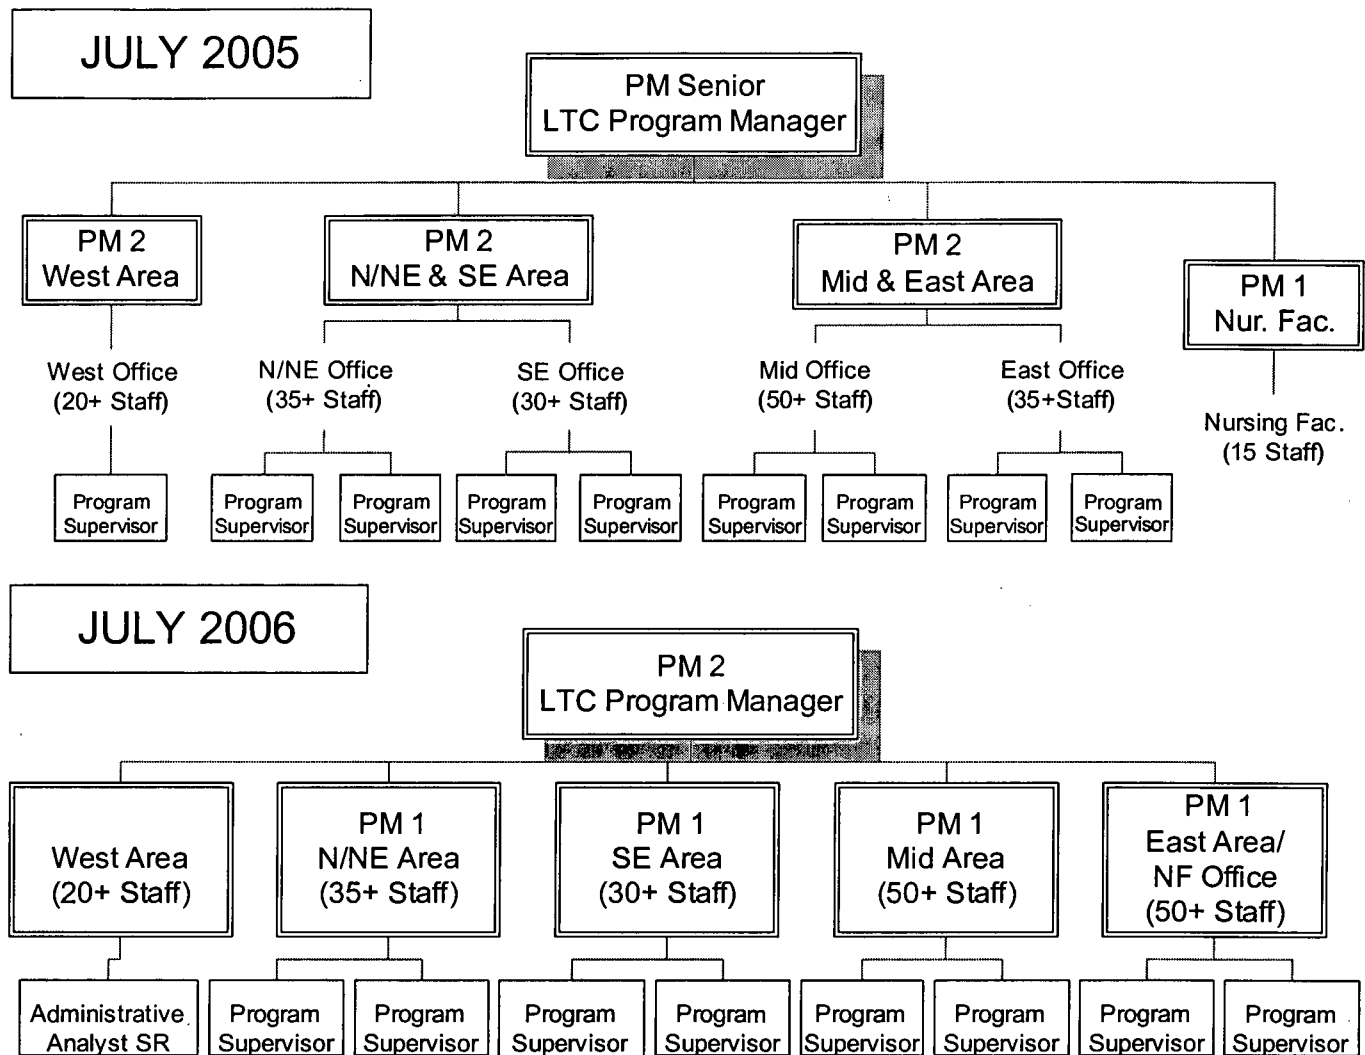 JULY 2005
PM Senior
LTC Program Manager
PM 2
West Area
PM 2
N/NE & SE Area
PM 2
Mid & East Area
PM 1
Nur. Fac.
West Office
(20+ Staff)
N/NE Office
(35+ Staff)
SE Office
(30+ Staff)
Mid Office
(50+ Staff)
East Office
(35+Staff)
Nursing Fac.
(15 Staff)
Program
Supervisor
Program
Supervisor
Program
Supervisor
Program
Supervisor
Program
Supervisor
Program
Supervisor
Program
Supervisor
Program
Supervisor
Program
Supervisor
JULY 2006
PM 2
LTC Program Manager
West Area
(20+ Staff)
PM 1
N/NE Area
(35+ Staff)
PM 1
SE Area
(30+ Staff)
PM 1
Mid Area
(50+ Staff)
PM 1
East Area/
NF Office
(50+ Staff)
Administrative
Analyst SR
Program
Supervisor
Program
Supervisor
Program
Supervisor
Program
Supervisor
Program
Supervisor
Program
Supervisor
Program
Supervisor
Program
Supervisor